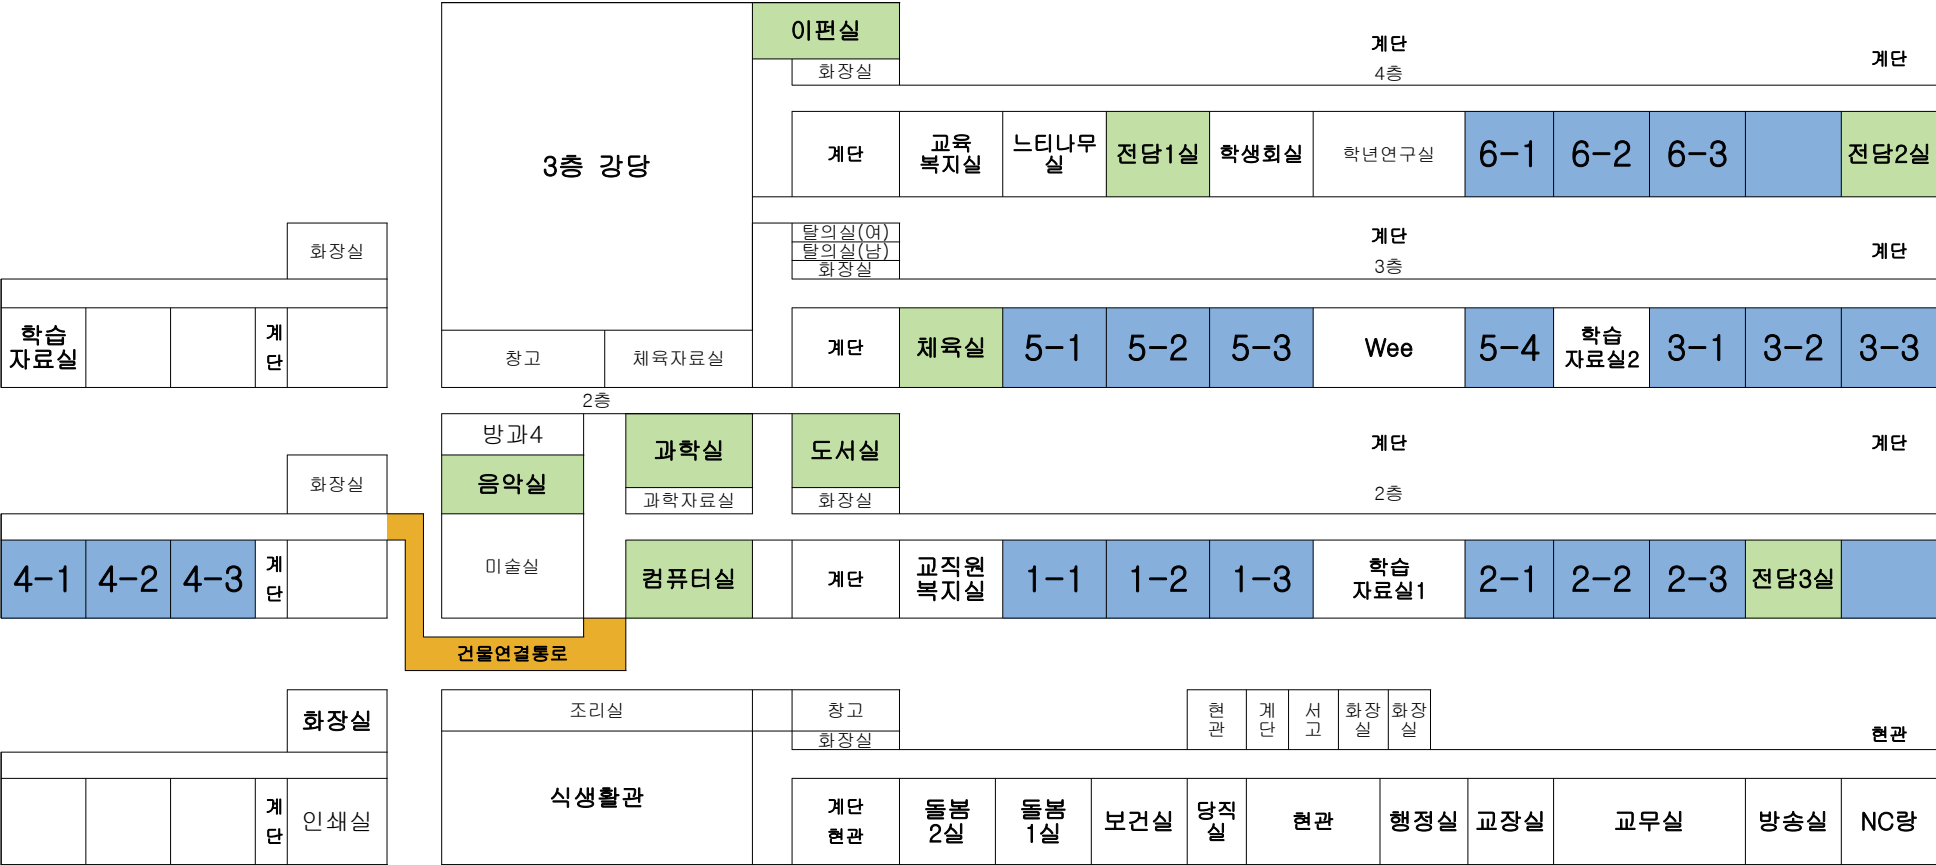 이펀실
화장실
계단
4층
계단
3층 강당
계단
교육
복지실
느티나무
실
전담1실
학생회실
학년연구실
6-1
6-2
6-3
전담2실
화장실
탈의실(여)
탈의실(남)
화장실
계단
3층
계단
학습
자료실
계
단
창고
체육자료실
계단
체육실
5-1
5-2
5-3
Wee
5-4
학습
자료실2
3-1
3-2
3-3
2층
방과4
음악실
미술실
과학실
과학자료실
도서실
화장실
계단
2층
계단
화장실
4-1
4-2
4-3
계
단
컴퓨터실
계단
교직원
복지실
1-1
1-2
1-3
학습
자료실1
2-1
2-2
2-3
전담3실
건물연결통로
화장실
조리실
창고
화장실
현
관
계
단
서
고
화장
실
화장
실
현관
계
단
인쇄실
식생활관
계단
현관
돌봄
2실
돌봄
1실
보건실
당직
실
현관
행정실
교장실
교무실
방송실
NC랑